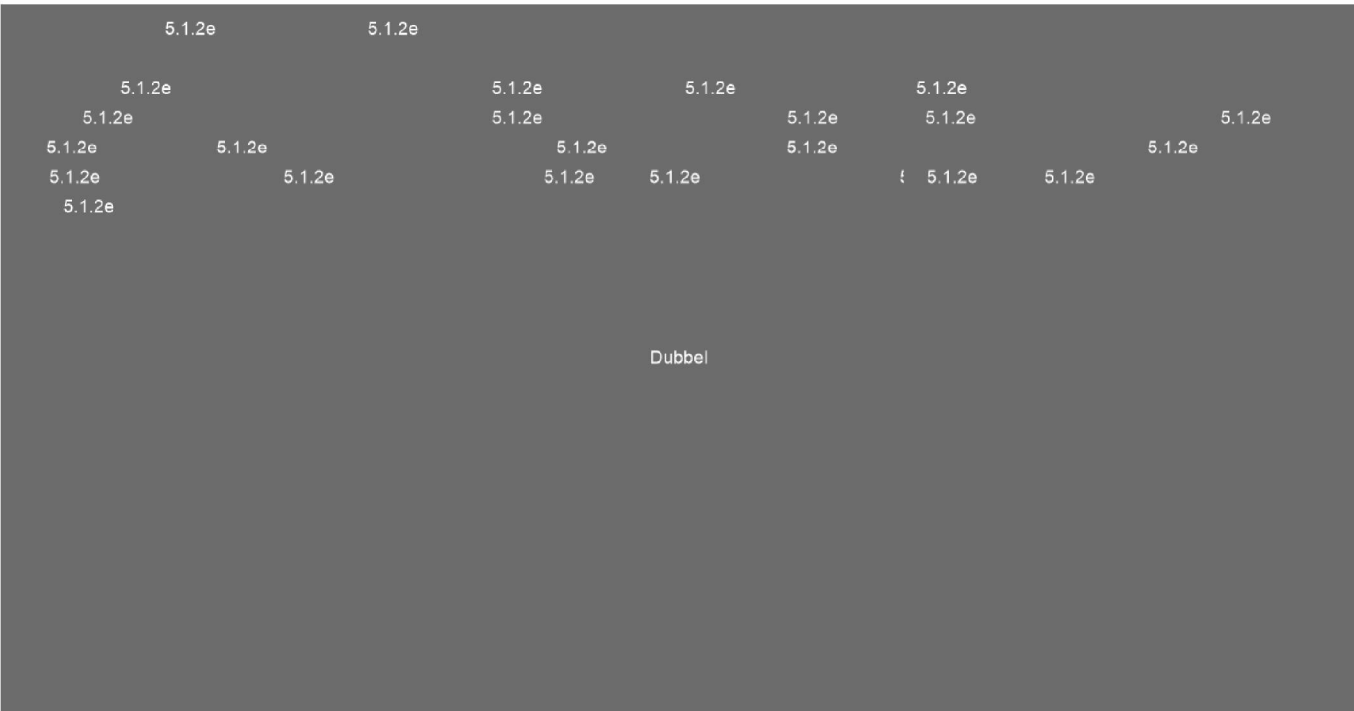 5.1.2e 5.1.2e
5.1.2e 5.1.2e 5.1.2e 5.1.2e
5.1.2e 5.1.2e 5.1.2e 5.1.2e 5.1.2e
5.1.2e 5.1.2e 5.1.2e 5.1.2e 5.1.2e
5.1.2e 5.1.2e 5.1.2e 5.1.2e 5.1.2e 5.1.2e
5.1.2e
Dubbel